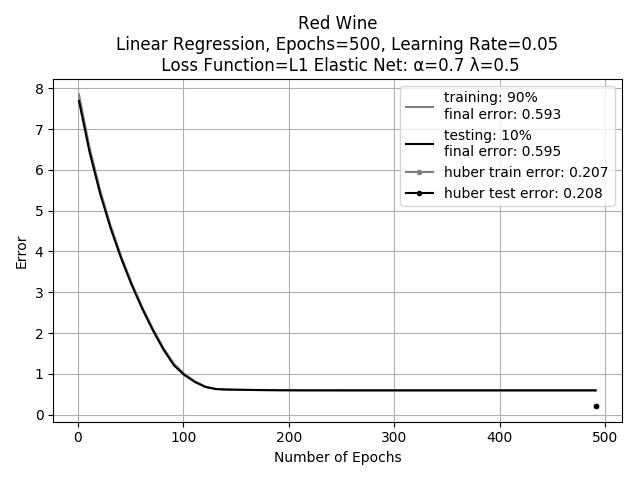 Red Wine
Linear Regression, Epochs=500, Learning Rate=0.05
Loss Function=L1 Elastic Net: α=0.7 λ=0.5
training: 90%
final error: 0.593
testing: 10%
final error: 0.595
huber train error: 0.207
huber test error: 0.208
Error
8
7
6
5
4
3
2
1
0
0 100 200 300 400 500
Number of Epochs